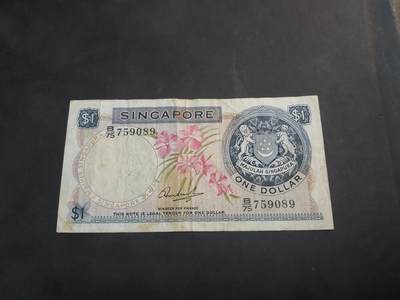 $1
SINGAPORE
$1
B/75 759089
MAJULAH SINGAPURA
ONE DOLLAR
MINISTER FOR FINANCE
$1
THIS NOTE IS LEGAL TENDER FOR ONE DOLLAR
B/75 759089